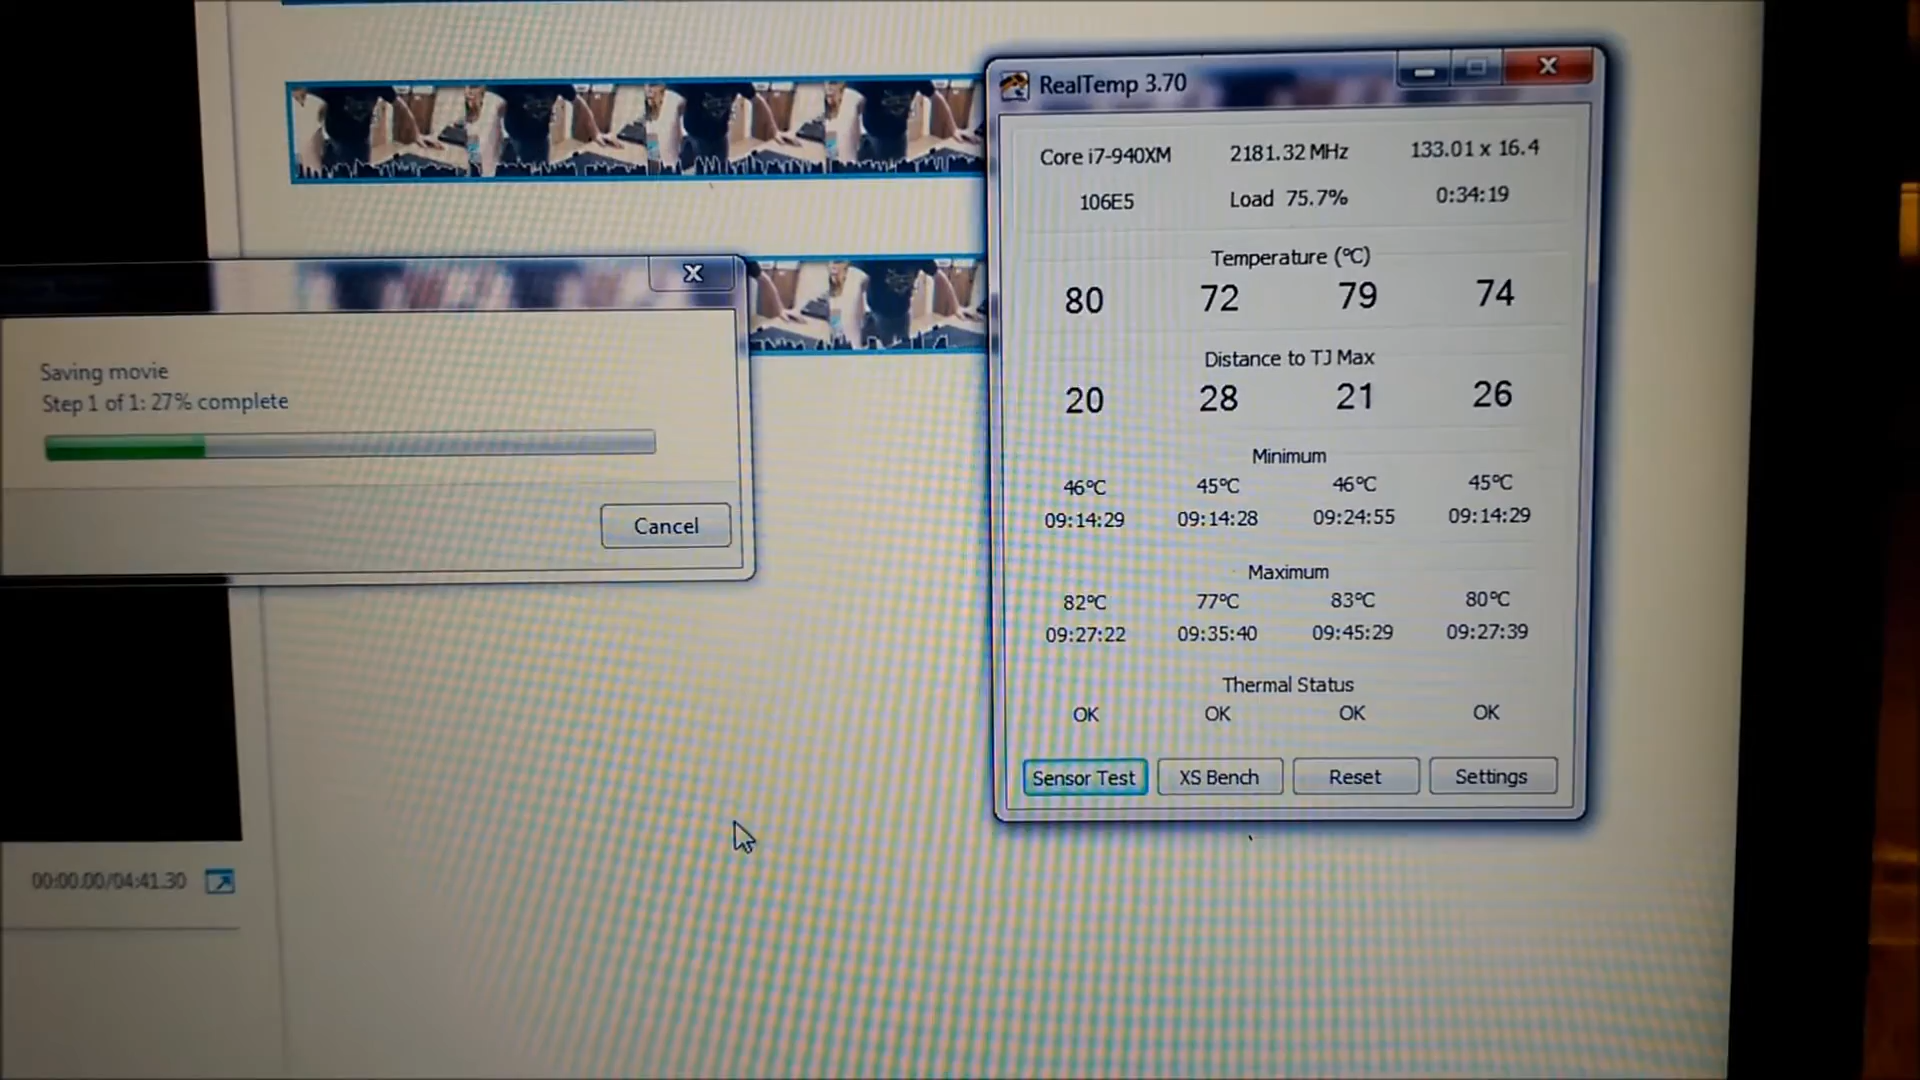 RealTemp 3.70
Core i7-940XM 2181.32 MHz 133.01 x 16.4
106E5 Load 75.7% 0:34:19
Temperature (°C)
80 72 79 74
Distance to TJ Max
20 28 21 26
Minimum
46°C 45°C 46°C 45°C
09:14:29 09:14:28 09:24:55 09:14:29
Maximum
82°C 77°C 83°C 80°C
09:27:22 09:35:40 09:45:29 09:27:39
Thermal Status
OK OK OK OK
Sensor Test XS Bench Reset Settings
Saving movie
Step 1 of 1: 27% complete
Cancel
00:00.00/04:41.30